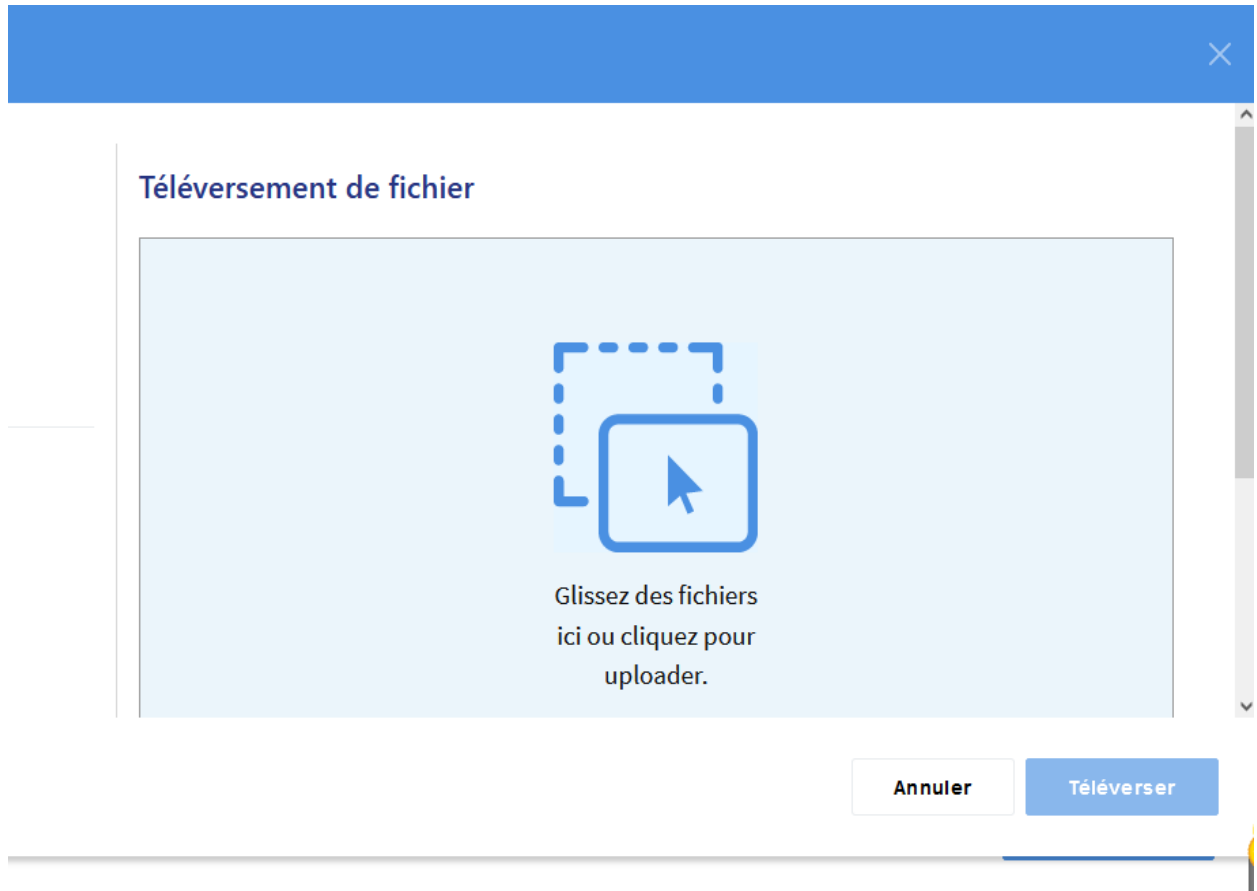 Téléversement de fichier
Glissez des fichiers
ici ou cliquez pour
uploader.
Annuler
Téléverser